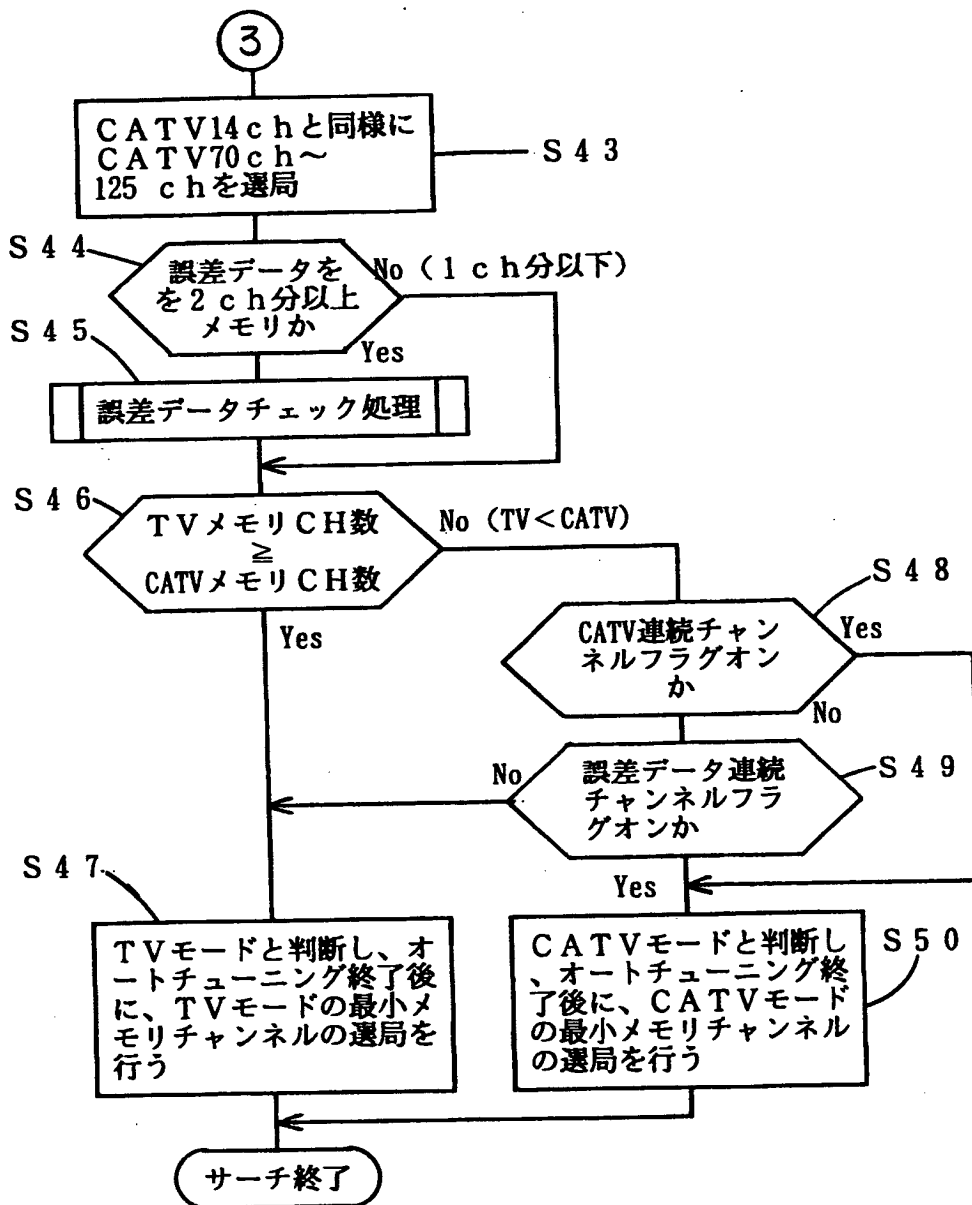 3
CATV14chと同様に
CATV70ch〜
125 chを選局
S43
S44
誤差データを
を2ch分以上
メモリか
No(1ch分以下)
Yes
S45
誤差データチェック処理
S46
TVメモリCH数
≧
CATVメモリCH数
No(TV<CATV)
Yes
S48
CATV連続チャン
ネルフラグオン
か
Yes
No
S49
誤差データ連続
チャンネルフラ
グオンか
No
Yes
S47
TVモードと判断し、オ
ートチューニング終了後
に、TVモードの最小メ
モリチャンネルの選局を
行う
S50
CATVモードと判断し
、オートチューニング終
了後に、CATVモード
の最小メモリチャンネル
の選局を行う
サーチ終了